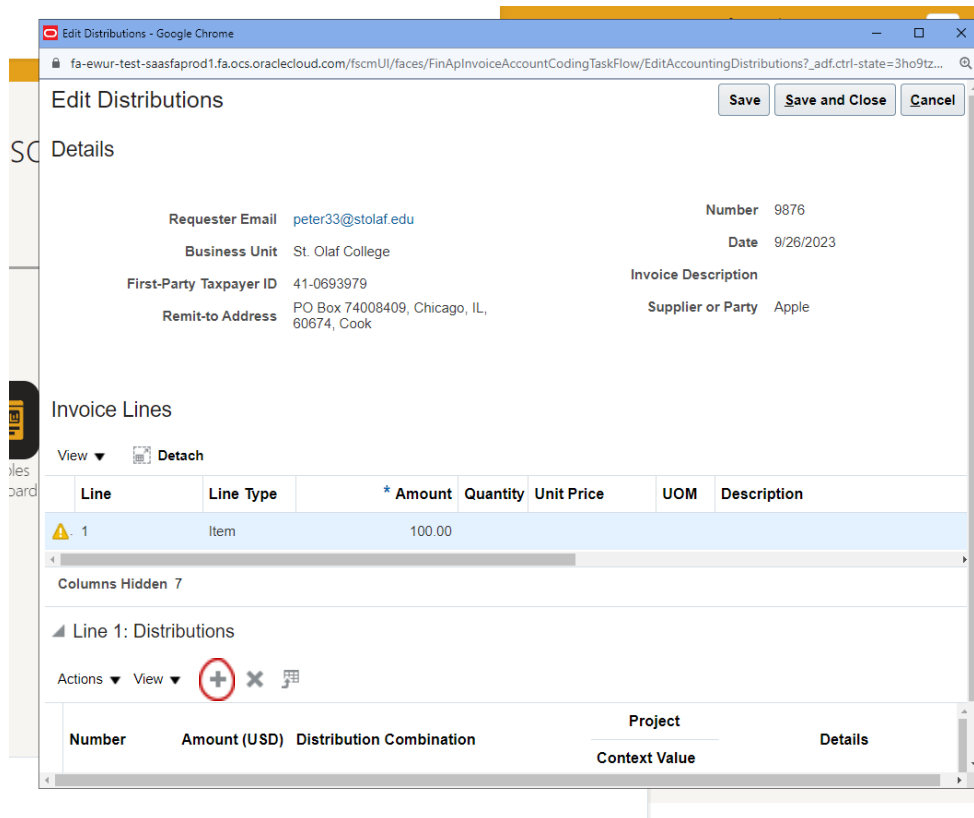 Edit Distributions - Google Chrome
fa-ewur-test-saasfaprod1.fa.ocs.oraclecloud.com/fscmUI/faces/FinApInvoiceAccountCodingTaskFlow/EditAccountingDistributions?_adf.ctrl-state=3ho9tz...
Edit Distributions
Save
Save and Close
Cancel
SC
Details
Requester Email peter33@stolaf.edu
Business Unit St. Olaf College
First-Party Taxpayer ID 41-0693979
Remit-to Address PO Box 74008409, Chicago, IL,
60674, Cook
Number 9876
Date 9/26/2023
Invoice Description
Supplier or Party Apple
Invoice Lines
View Detach
oles
oard
Line Line Type * Amount Quantity Unit Price UOM Description
1 Item 100.00
Columns Hidden 7
Line 1: Distributions
Actions View
Number Amount (USD) Distribution Combination Project Details
Context Value